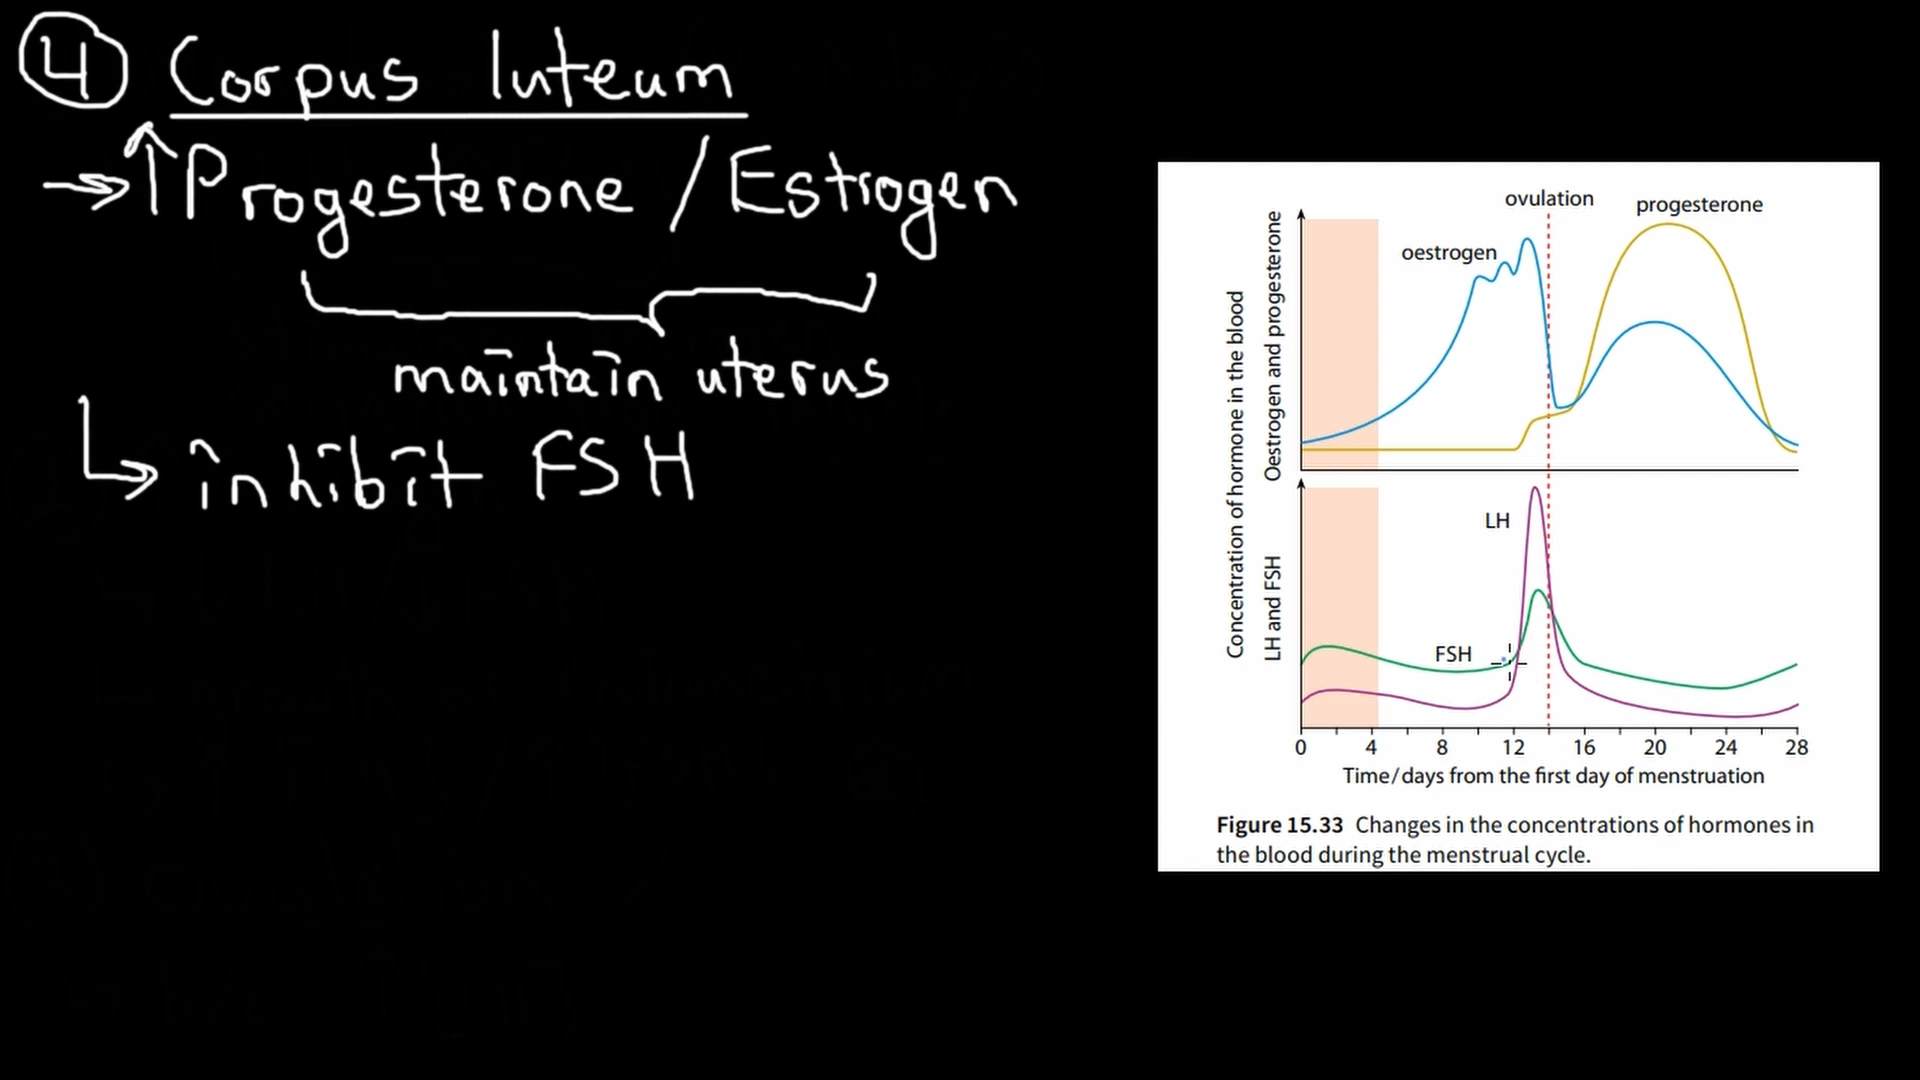 4 Corpus luteum
→ ↑ Progesterone / Estrogen
maintain uterus
↳ inhibit FSH
ovulation
progesterone
oestrogen
Concentration of hormone in the blood
Oestrogen and progesterone
LH and FSH
LH
FSH
0 4 8 12 16 20 24 28
Time/days from the first day of menstruation
Figure 15.33 Changes in the concentrations of hormones in
the blood during the menstrual cycle.